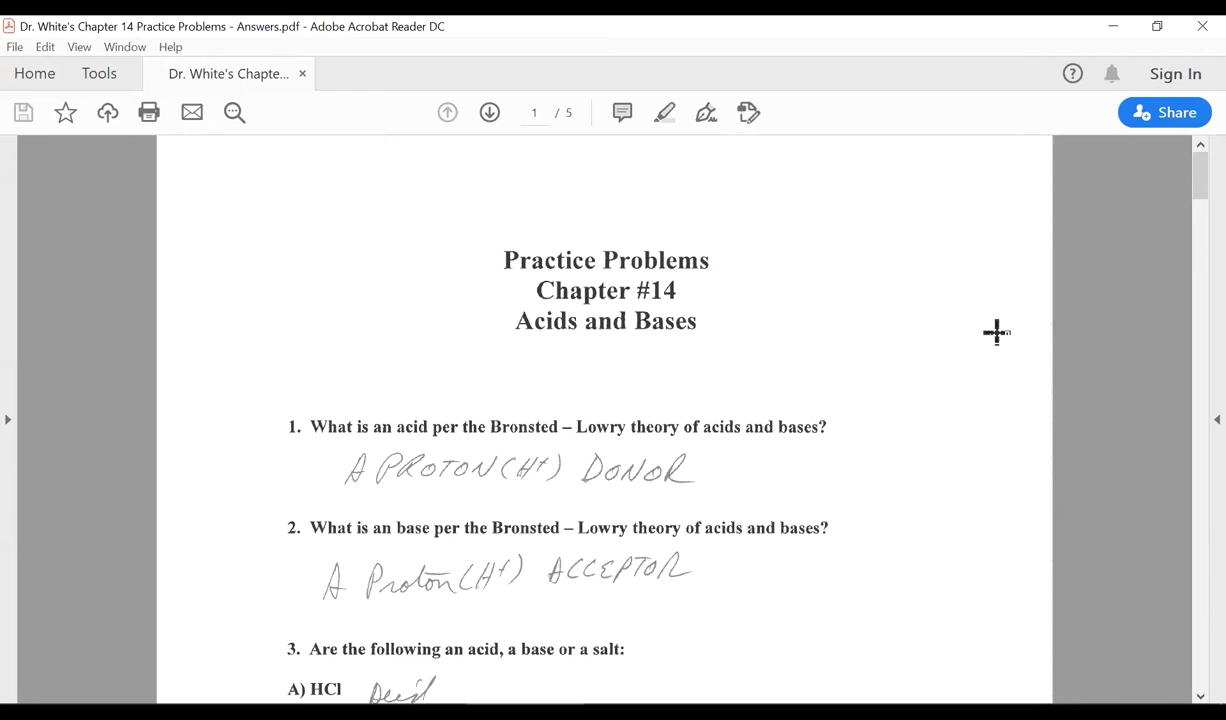 Dr. White's Chapter 14 Practice Problems - Answers.pdf - Adobe Acrobat Reader DC
File Edit View Window Help
Home Tools Dr. White's Chapte... × Sign In
1 / 5 Share
Practice Problems
Chapter #14
Acids and Bases
1. What is an acid per the Bronsted – Lowry theory of acids and bases?
A PROTON (H+) DONOR
2. What is an base per the Bronsted – Lowry theory of acids and bases?
A Proton (H+) ACCEPTOR
3. Are the following an acid, a base or a salt:
A) HCl Acid